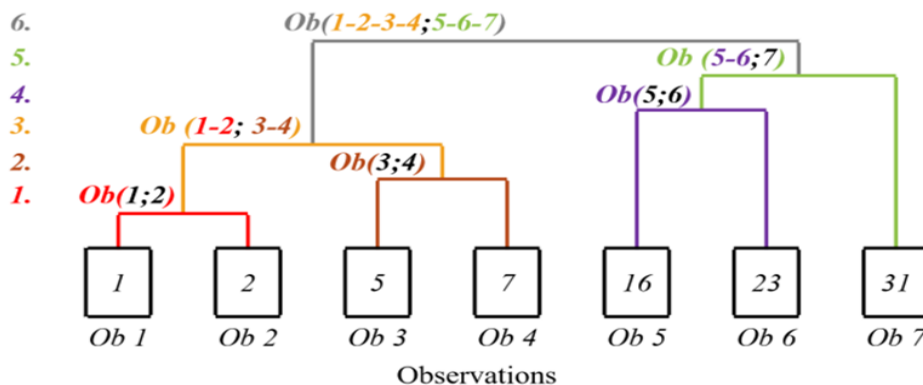 6. Ob(1-2-3-4;5-6-7)
5. Ob (5-6;7)
4. Ob(5;6)
3. Ob (1-2; 3-4)
2. Ob(3;4)
1. Ob(1;2)
1 2 5 7 16 23 31
Ob 1 Ob 2 Ob 3 Ob 4 Ob 5 Ob 6 Ob 7
Observations